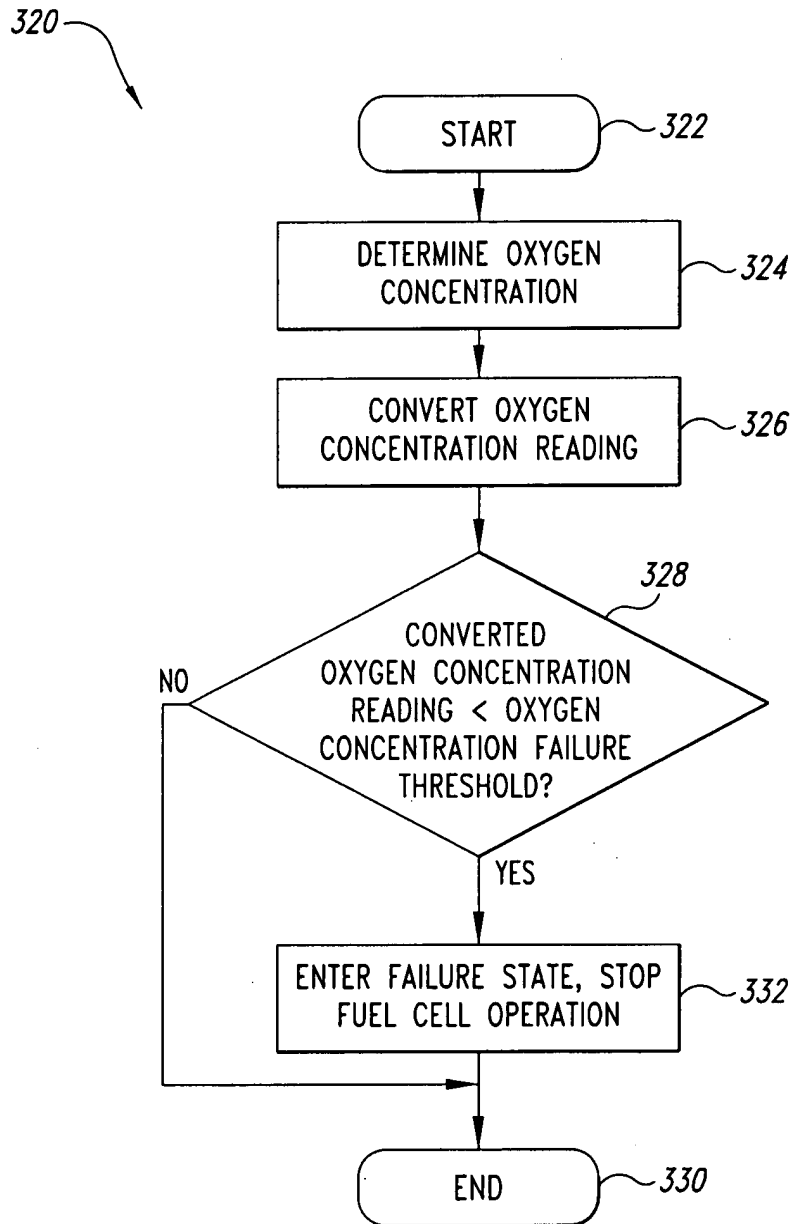 320
START
322
DETERMINE OXYGEN
CONCENTRATION
324
CONVERT OXYGEN
CONCENTRATION READING
326
328
CONVERTED
OXYGEN CONCENTRATION
READING < OXYGEN
CONCENTRATION FAILURE
THRESHOLD?
NO
YES
ENTER FAILURE STATE, STOP
FUEL CELL OPERATION
332
END
330